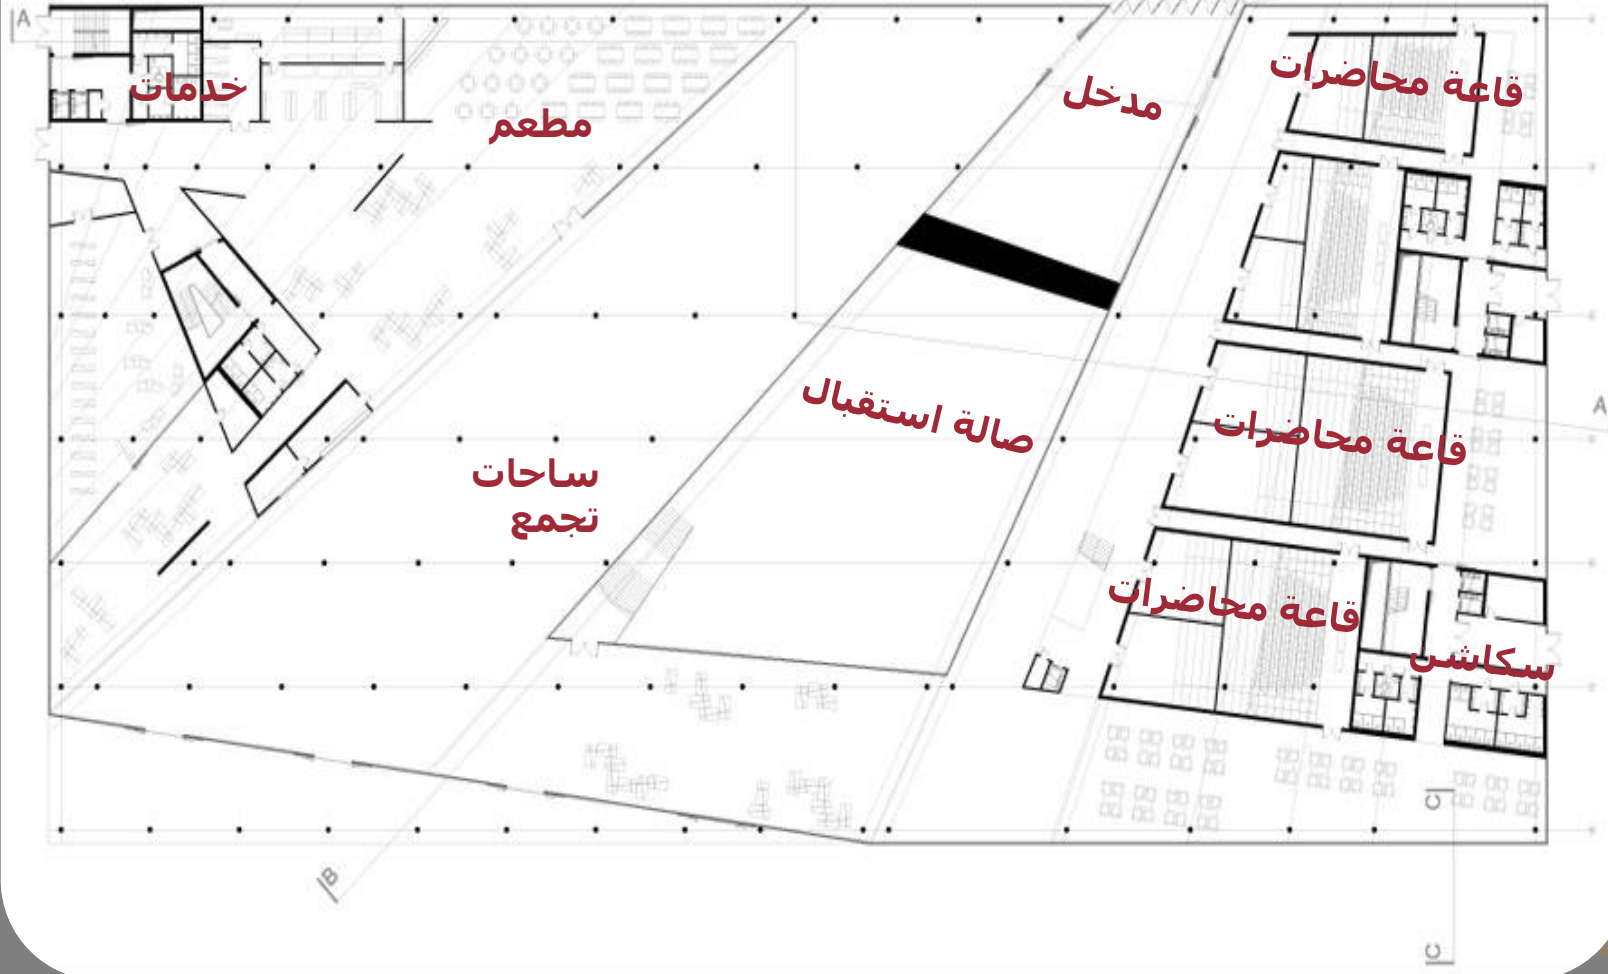 A
خدمات
مطعم
مدخل
قاعة محاضرات
صالة استقبال
قاعة محاضرات
A
ساحات
تجمع
قاعة محاضرات
سكاشن
B
C
C